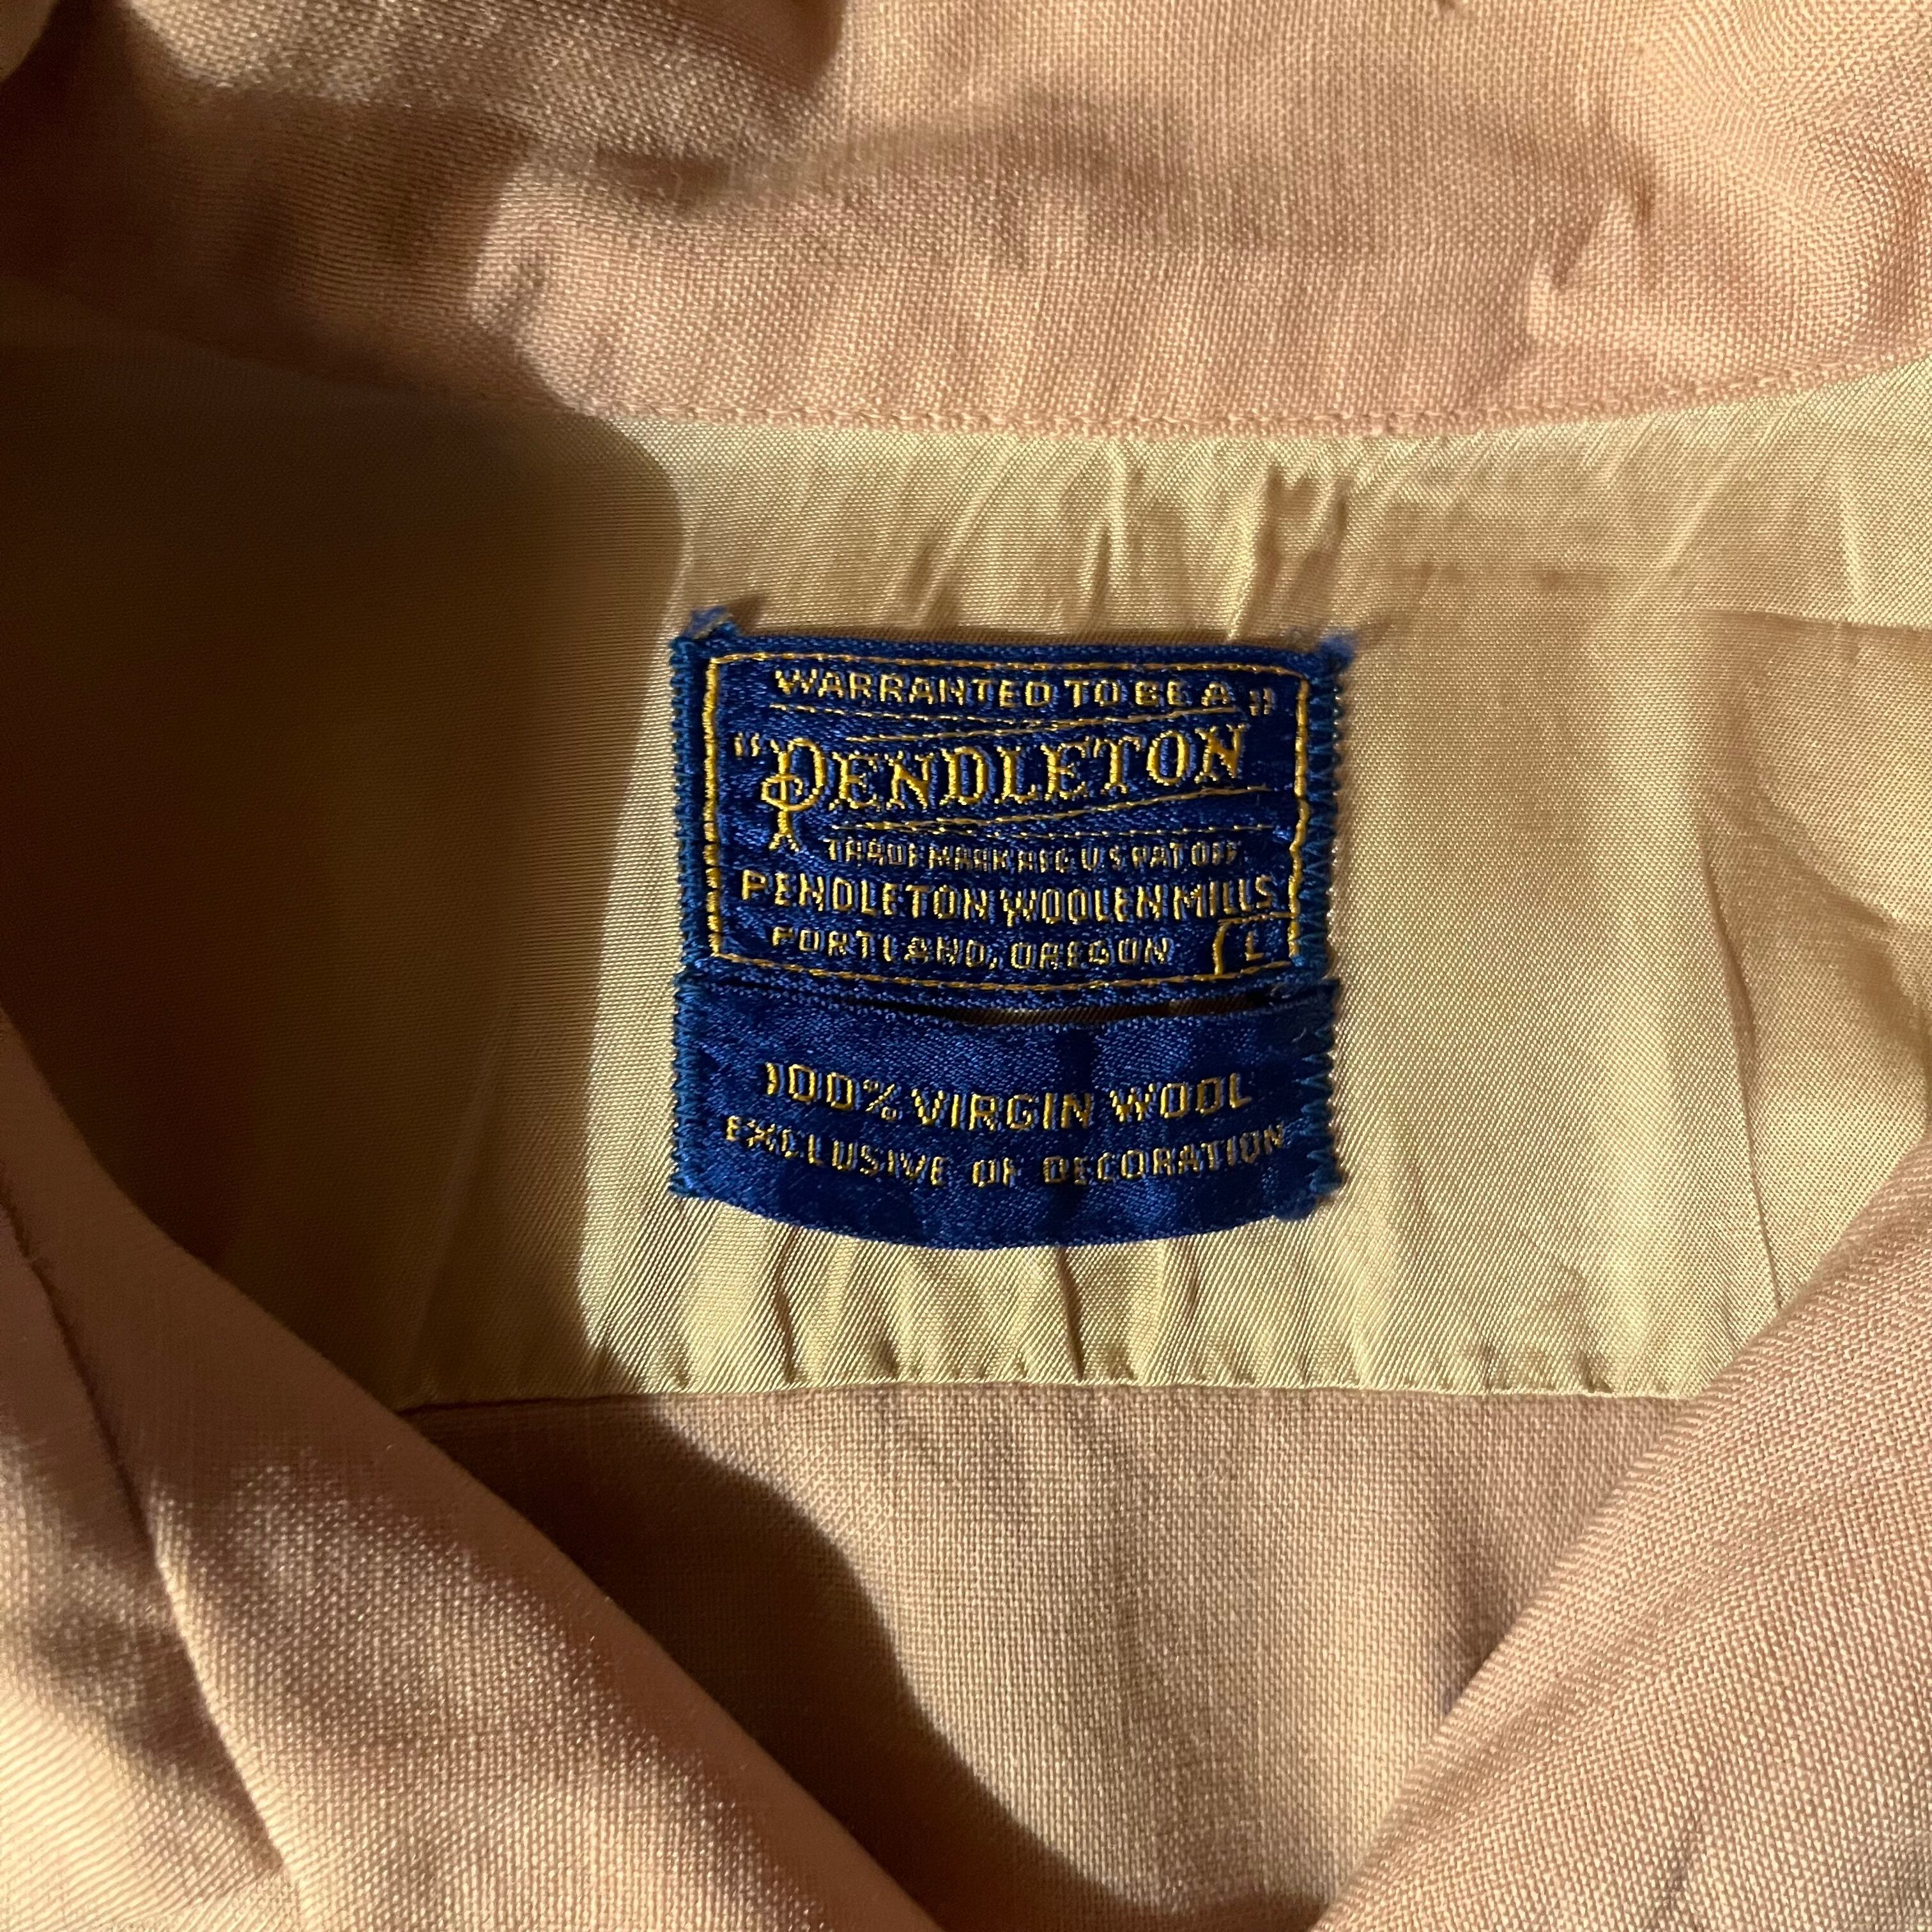 WARRANTED TO BE A
"PENDLETON"
TRADE MARK REG U.S. PAT OFF.
PENDLETON WOOLEN MILLS
PORTLAND, OREGON L
100% VIRGIN WOOL
EXCLUSIVE OF DECORATION